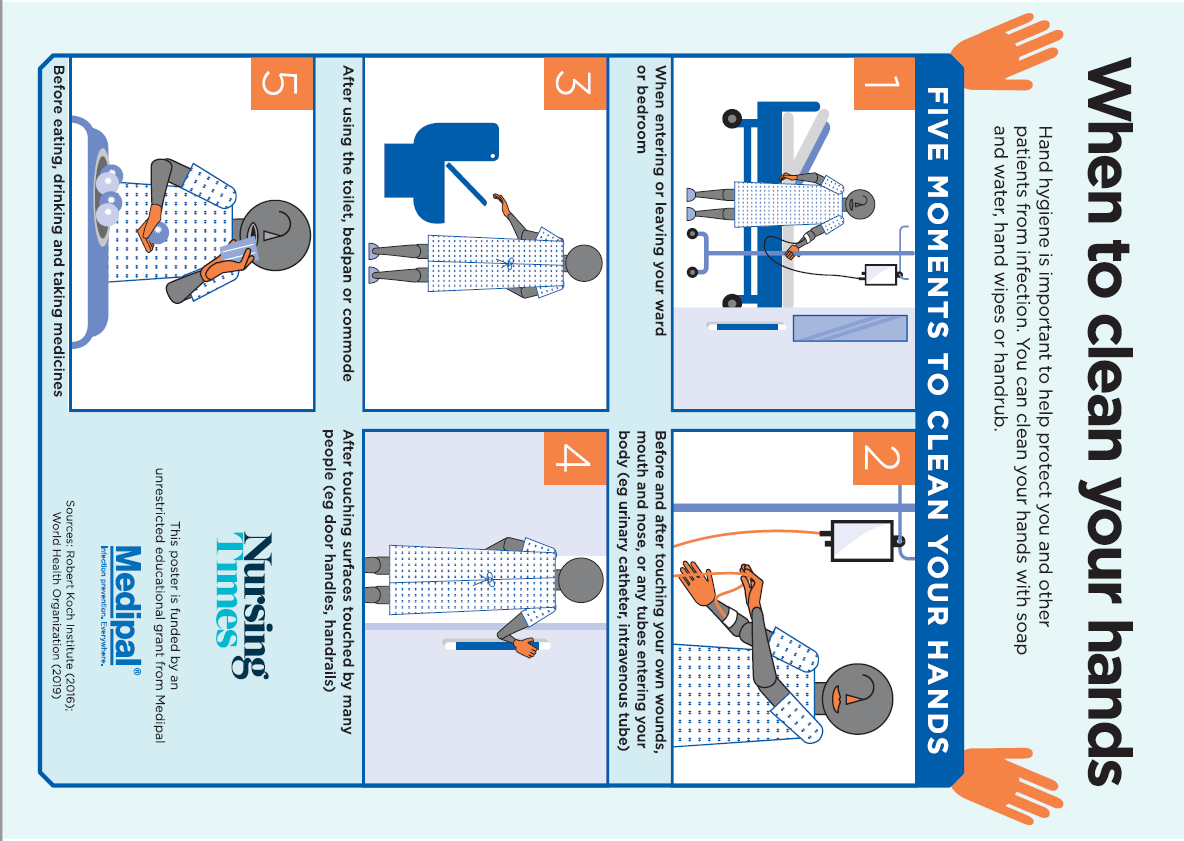 When to clean your hands
Hand hygiene is important to help protect you and other
patients from infection. You can clean your hands with soap
and water, hand wipes or handrub.
FIVE MOMENTS TO CLEAN YOUR HANDS
1
When entering or leaving your ward
or bedroom
2
Before and after touching your own wounds,
mouth and nose, or any tubes entering your
body (eg urinary catheter, intravenous tube)
3
After using the toilet, bedpan or commode
4
After touching surfaces touched by many
people (eg door handles, handrails)
5
Before eating, drinking and taking medicines
Nursing
Times
This poster is funded by an
unrestricted educational grant from Medipal
Medipal®
Infection prevention. Everywhere.
Sources: Robert Koch Institute (2016);
World Health Organization (2019)